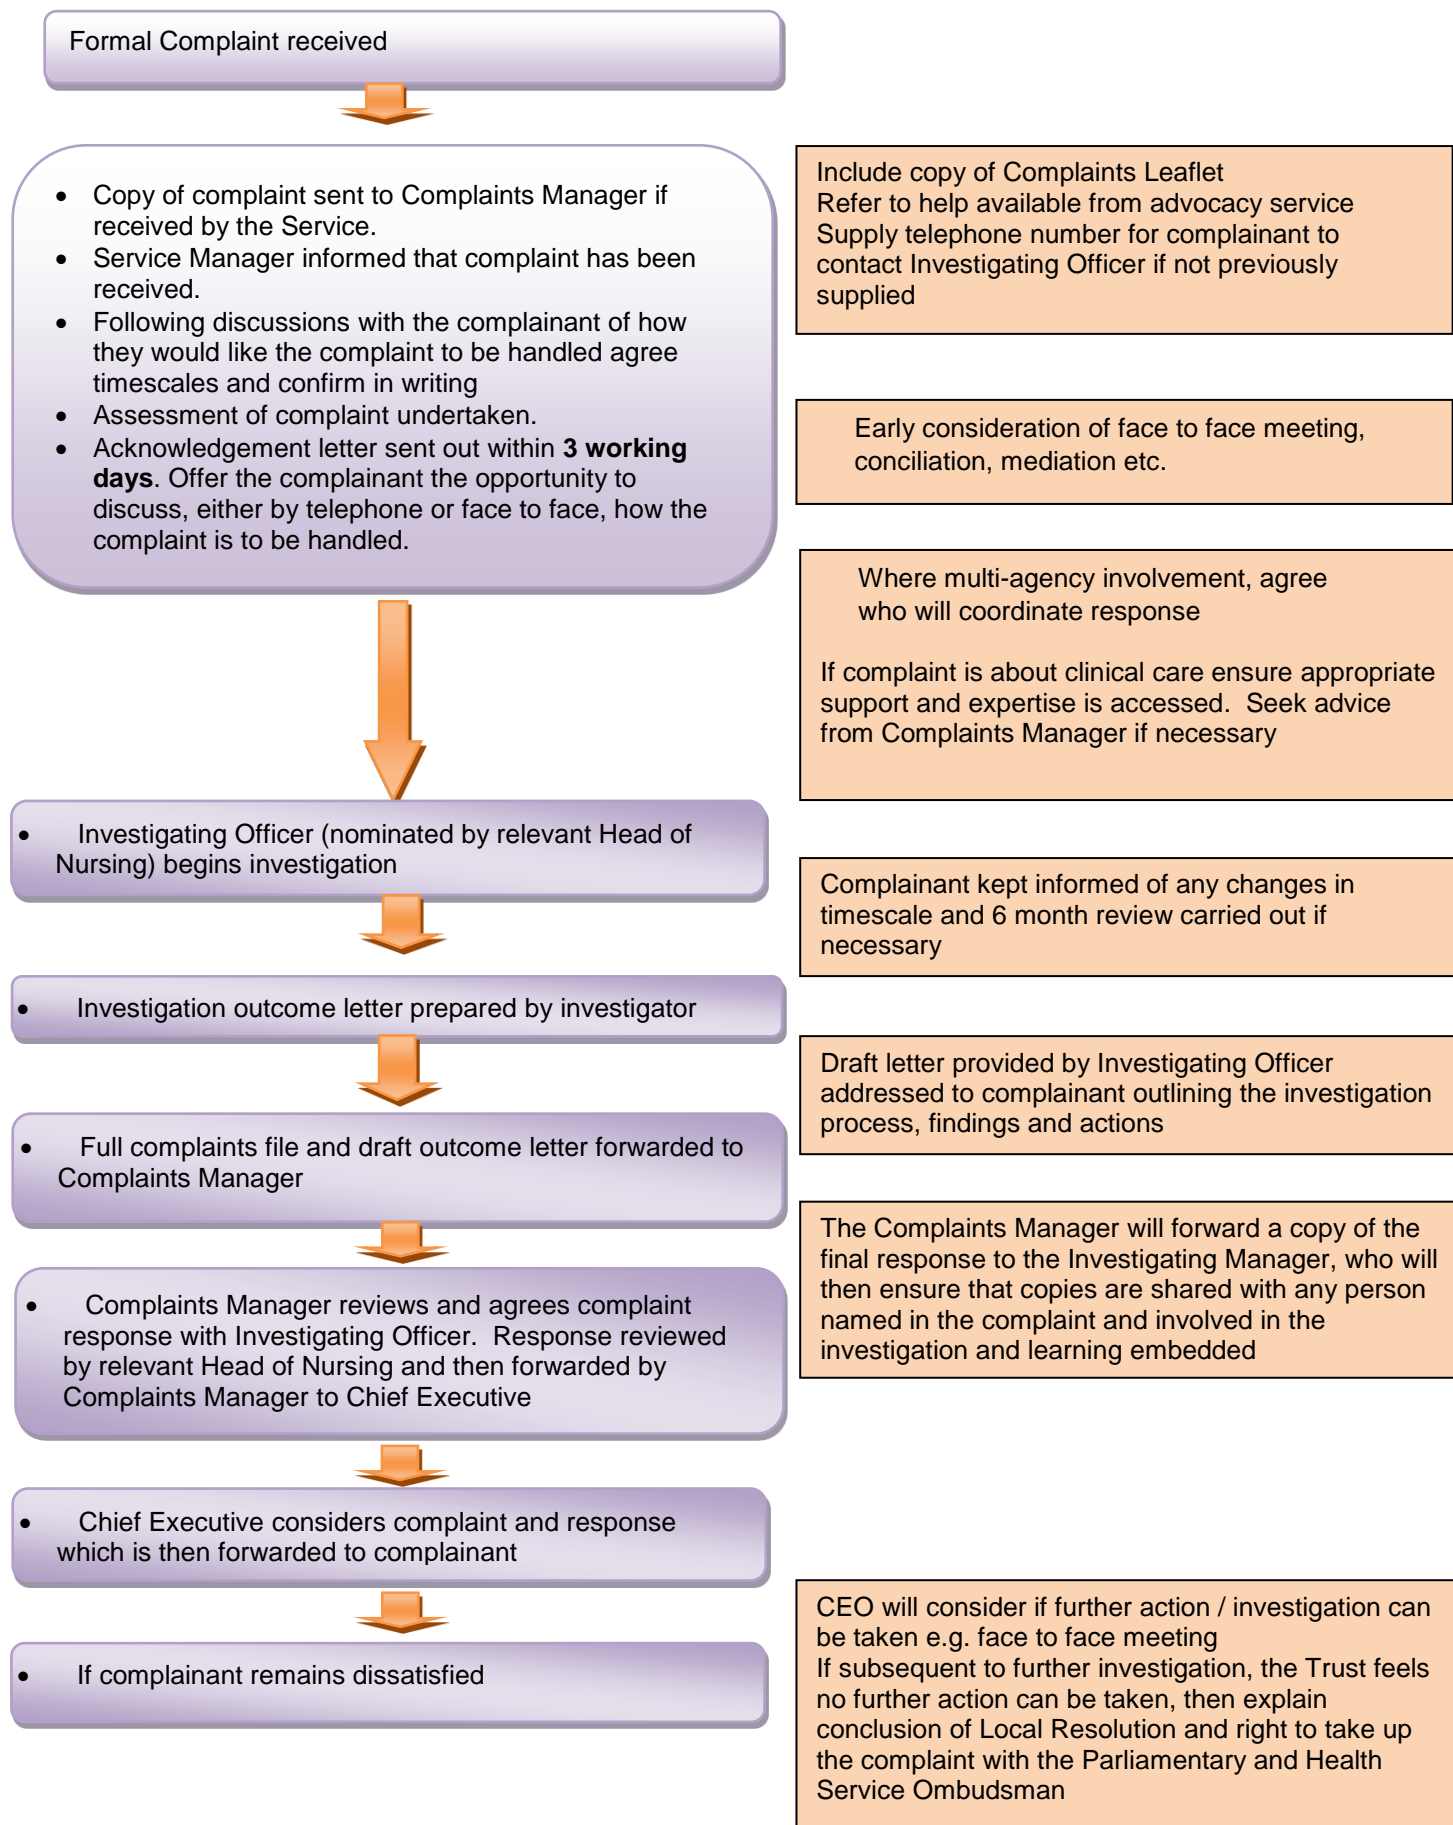 Formal Complaint received
• Copy of complaint sent to Complaints Manager if
received by the Service.
• Service Manager informed that complaint has been
received.
• Following discussions with the complainant of how
they would like the complaint to be handled agree
timescales and confirm in writing
• Assessment of complaint undertaken.
• Acknowledgement letter sent out within 3 working
days. Offer the complainant the opportunity to
discuss, either by telephone or face to face, how the
complaint is to be handled.
Include copy of Complaints Leaflet
Refer to help available from advocacy service
Supply telephone number for complainant to
contact Investigating Officer if not previously
supplied
Early consideration of face to face meeting,
conciliation, mediation etc.
Where multi-agency involvement, agree
who will coordinate response
If complaint is about clinical care ensure appropriate
support and expertise is accessed.  Seek advice
from Complaints Manager if necessary
• Investigating Officer (nominated by relevant Head of
Nursing) begins investigation
Complainant kept informed of any changes in
timescale and 6 month review carried out if
necessary
• Investigation outcome letter prepared by investigator
Draft letter provided by Investigating Officer
addressed to complainant outlining the investigation
process, findings and actions
• Full complaints file and draft outcome letter forwarded to
Complaints Manager
The Complaints Manager will forward a copy of the
final response to the Investigating Manager, who will
then ensure that copies are shared with any person
named in the complaint and involved in the
investigation and learning embedded
• Complaints Manager reviews and agrees complaint
response with Investigating Officer.  Response reviewed
by relevant Head of Nursing and then forwarded by
Complaints Manager to Chief Executive
• Chief Executive considers complaint and response
which is then forwarded to complainant
• If complainant remains dissatisfied
CEO will consider if further action / investigation can
be taken e.g. face to face meeting
If subsequent to further investigation, the Trust feels
no further action can be taken, then explain
conclusion of Local Resolution and right to take up
the complaint with the Parliamentary and Health
Service Ombudsman